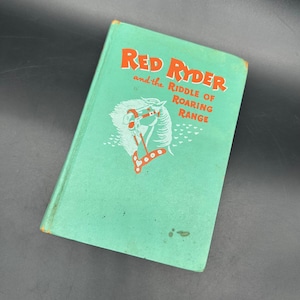 RED RYDER
and the RIDDLE OF
ROARING
RANGE